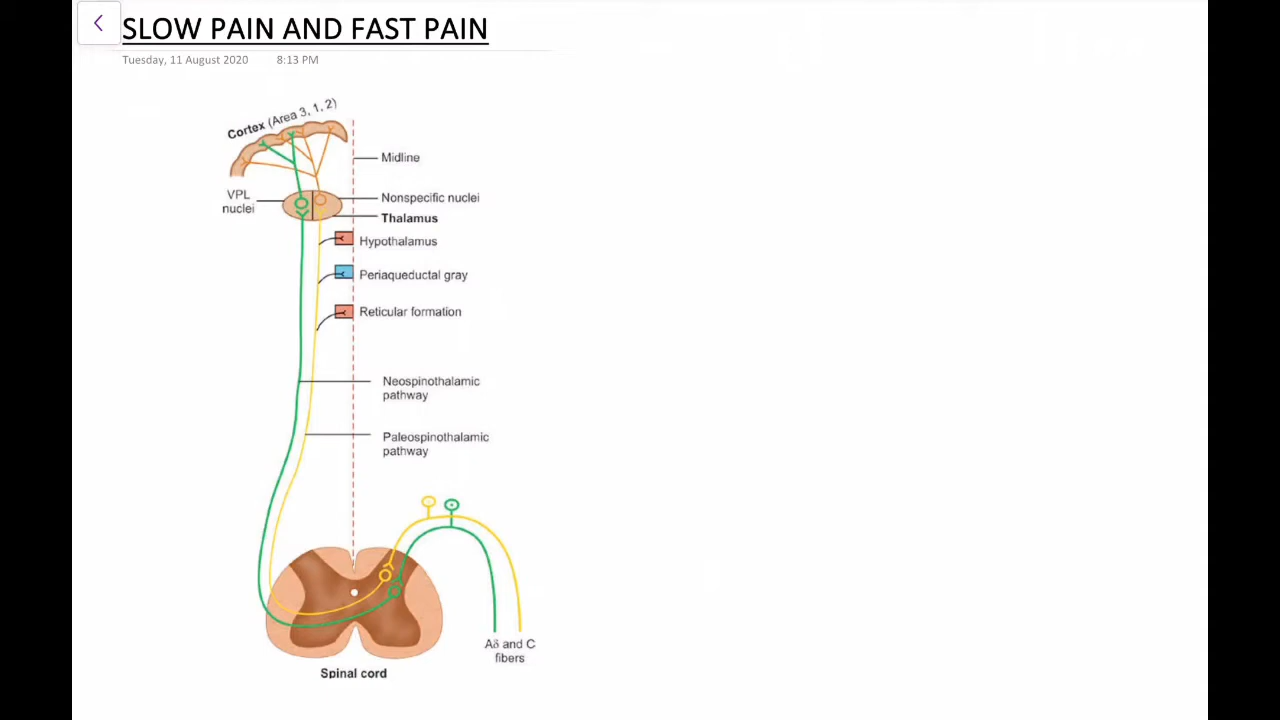 SLOW PAIN AND FAST PAIN
Tuesday, 11 August 2020 8:13 PM
Cortex (Area 3, 1, 2)
Midline
VPL
nuclei
Nonspecific nuclei
Thalamus
Hypothalamus
Periaqueductal gray
Reticular formation
Neospinothalamic
pathway
Paleospinothalamic
pathway
Aδ and C
fibers
Spinal cord